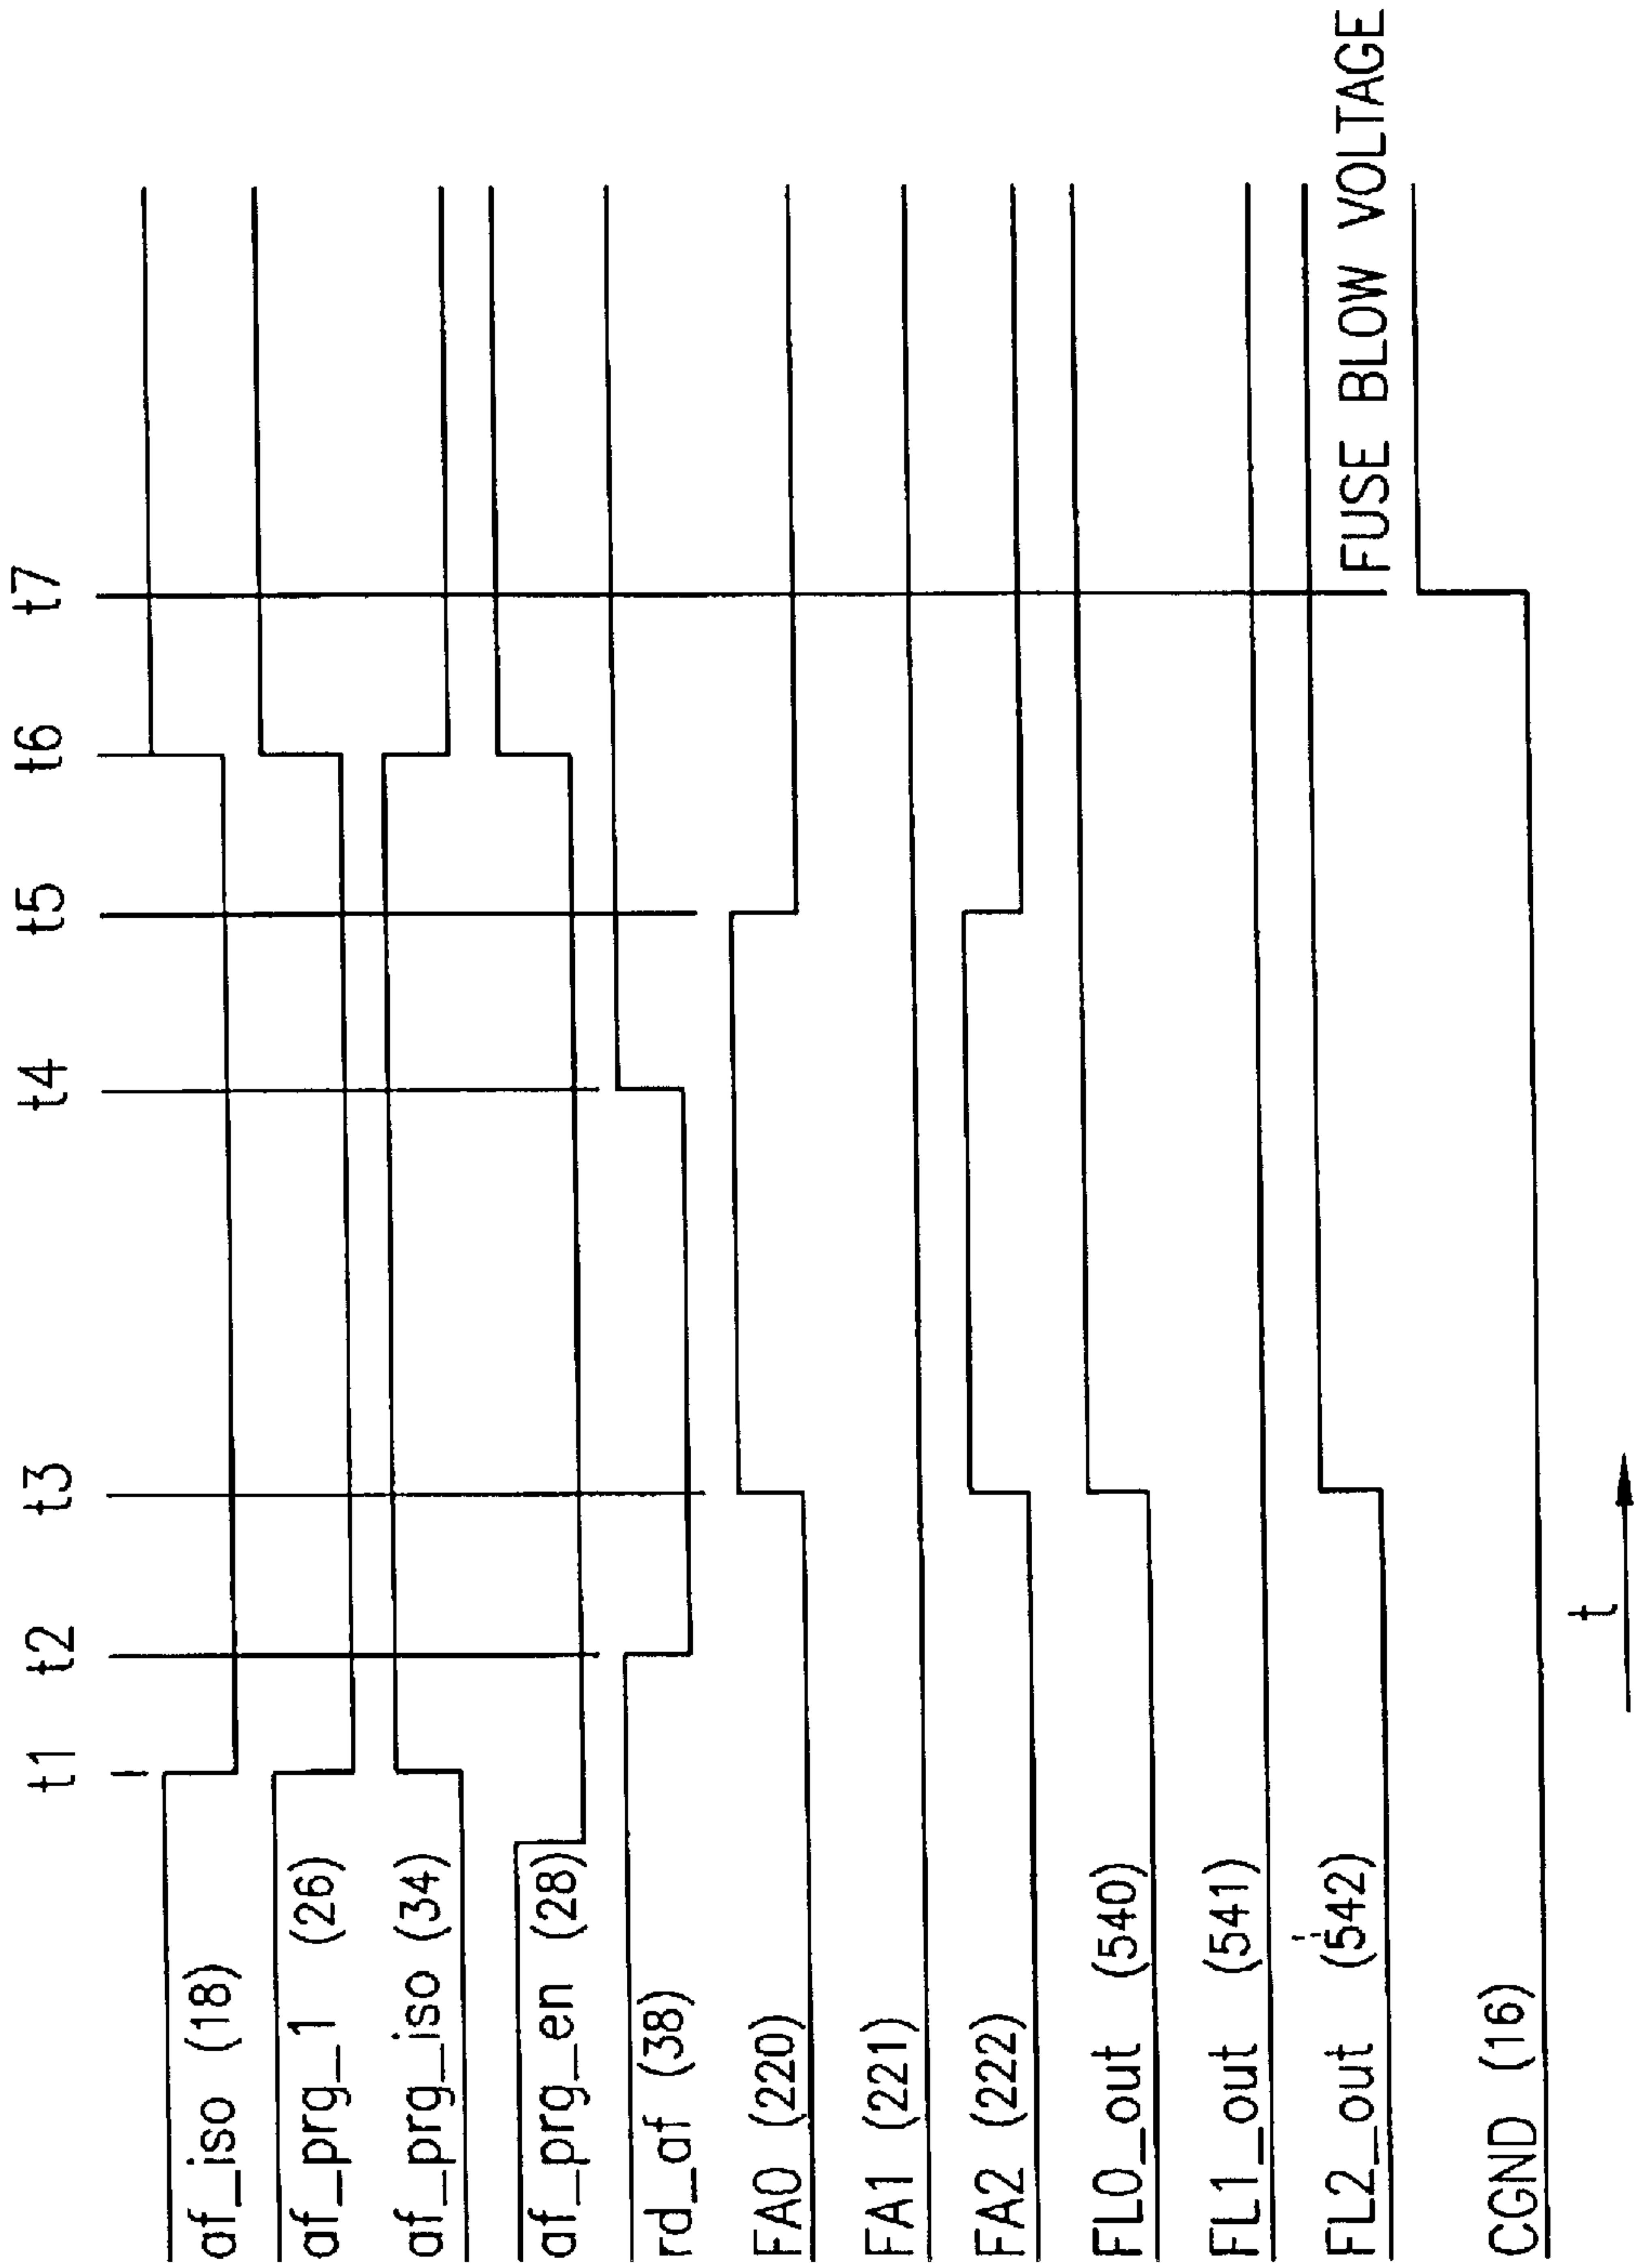 t1 t2 t3 t4 t5 t6 t7
af_iso (18)
af_prg_1 (26)
af_prg_iso (34)
af_prg_en (28)
rd_af (38)
FA0 (220)
FA1 (221)
FA2 (222)
FL0_out (540)
FL1_out (541)
FL2_out (542)
FUSE BLOW VOLTAGE
CGND (16)
t